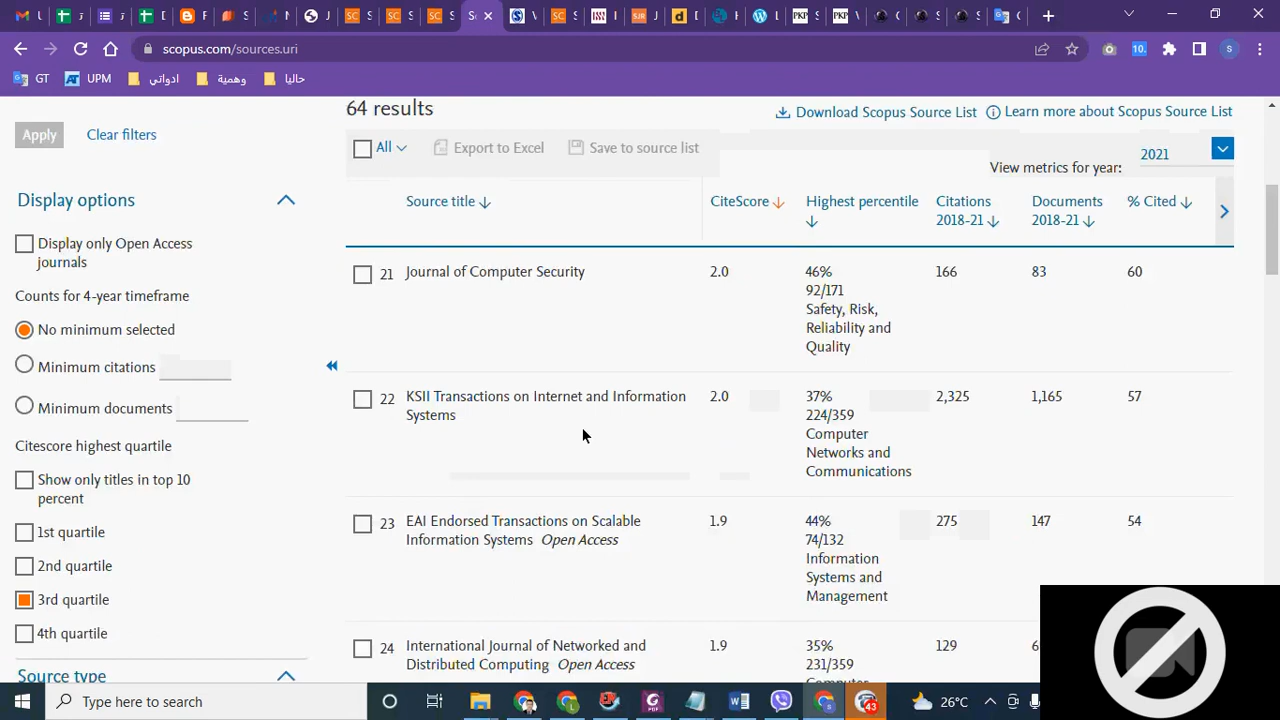 scopus.com/sources.uri
GT
UPM
ادواتي
وهمية
حاليا
64 results
Download Scopus Source List
Learn more about Scopus Source List
Apply
Clear filters
All
Export to Excel
Save to source list
View metrics for year:
2021
Display options
Display only Open Access
journals
Counts for 4-year timeframe
No minimum selected
Minimum citations
Minimum documents
Citescore highest quartile
Show only titles in top 10
percent
1st quartile
2nd quartile
3rd quartile
4th quartile
Source type
Source title
CiteScore
Highest percentile
Citations
2018-21
Documents
2018-21
% Cited
21 Journal of Computer Security 2.0 46% 166 83 60
92/171
Safety, Risk,
Reliability and
Quality
22 KSII Transactions on Internet and Information 2.0 37% 2,325 1,165 57
Systems 224/359
Computer
Networks and
Communications
23 EAI Endorsed Transactions on Scalable 1.9 44% 275 147 54
Information Systems Open Access 74/132
Information
Systems and
Management
24 International Journal of Networked and 1.9 35% 129
Distributed Computing Open Access 231/359
Type here to search
43
26°C